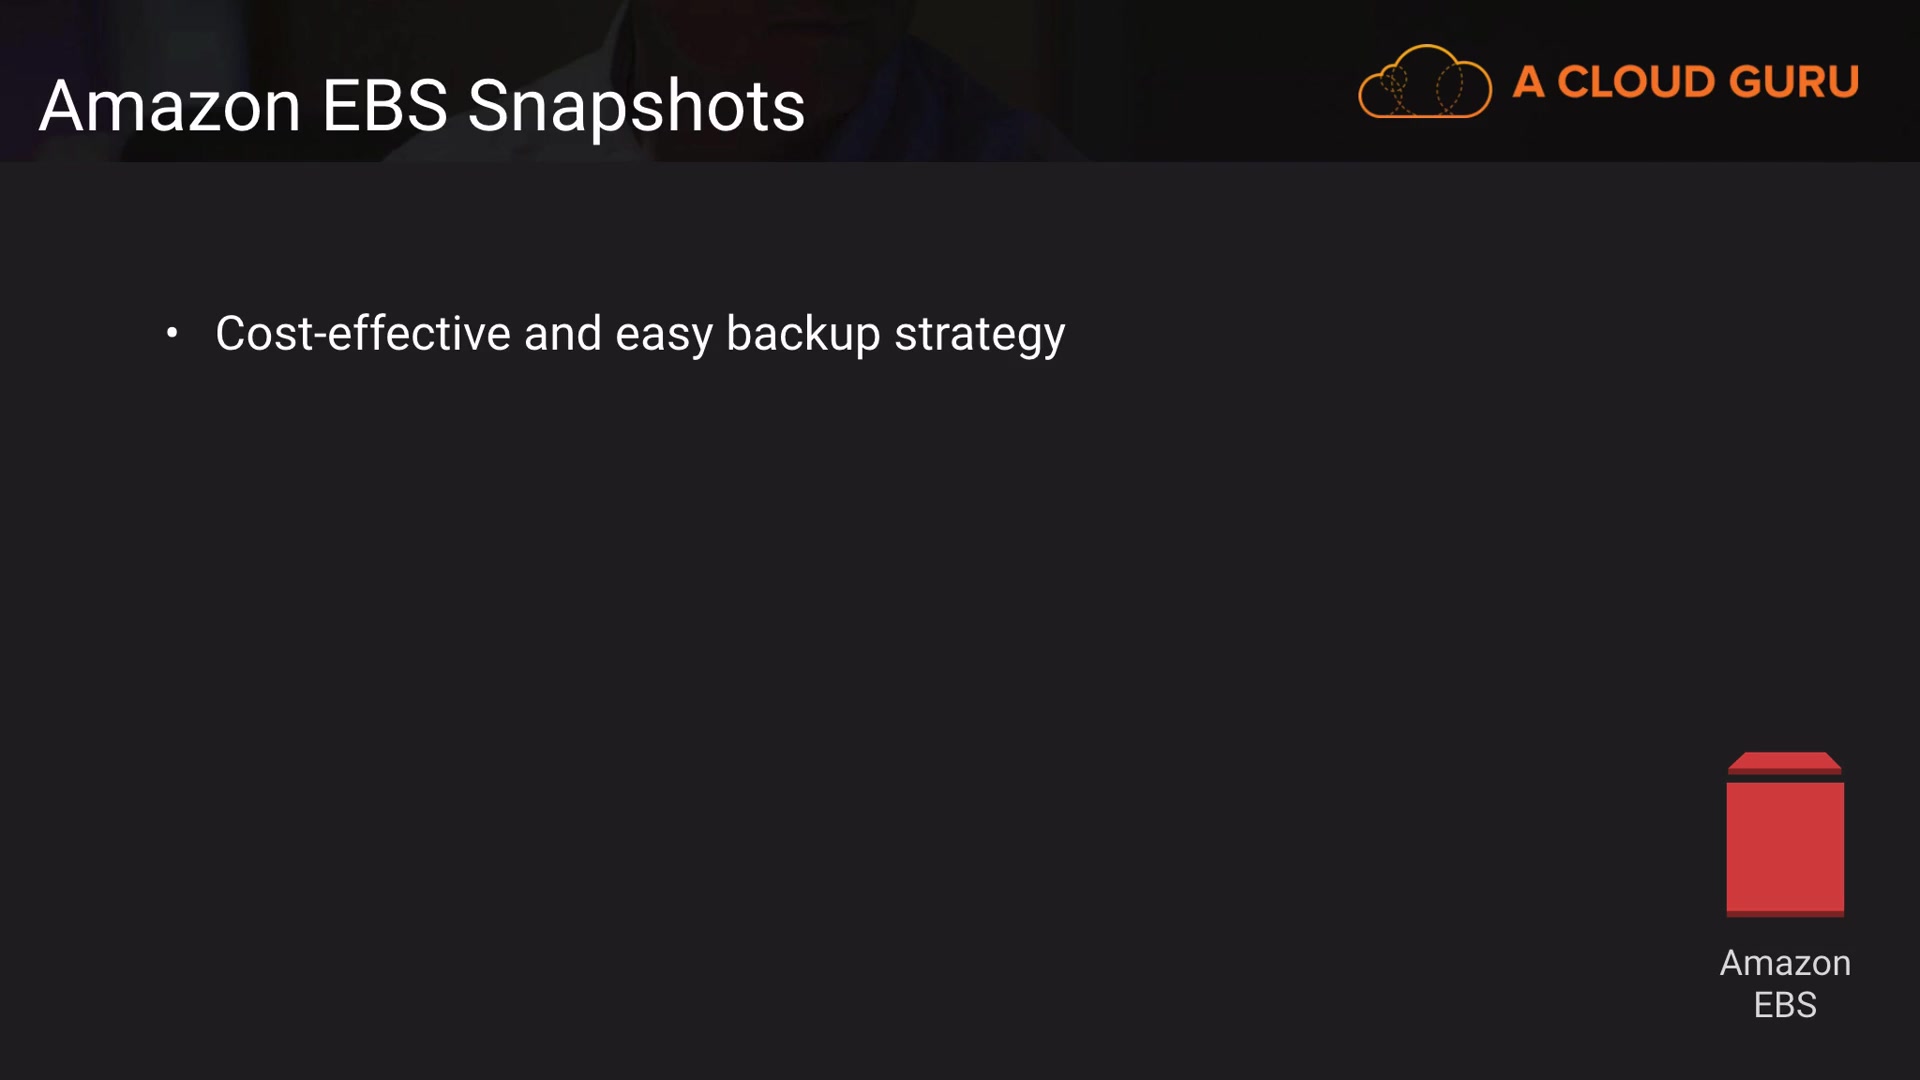 Amazon EBS Snapshots
A CLOUD GURU
• Cost-effective and easy backup strategy
Amazon
EBS